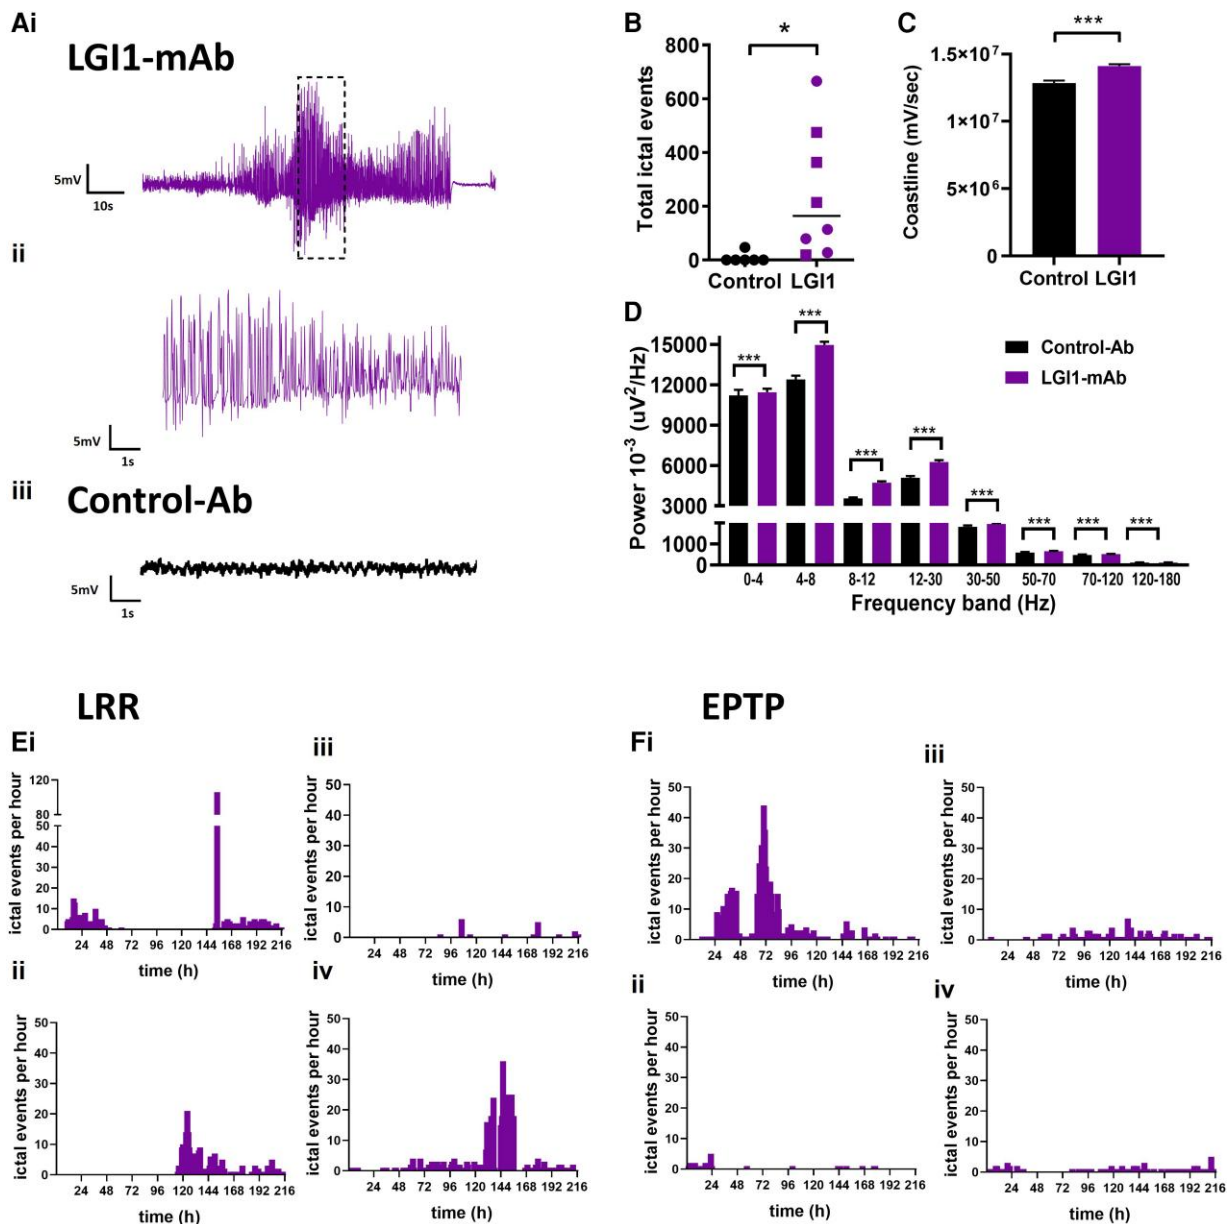 Ai
LGI1-mAb
5mV
10s
ii
5mV
1s
iii
Control-Ab
5mV
1s
B
*
Total ictal events
800
600
400
200
0
Control LGI1
C
***
Coastline (mV/sec)
1.5×10⁷
1×10⁷
5×10⁶
0
Control LGI1
D
Power 10⁻³ (uV²/Hz)
15000
12000
9000
6000
3000
1000
0
*** *** *** *** *** *** *** ***
0-4 4-8 8-12 12-30 30-50 50-70 70-120 120-180
Frequency band (Hz)
Control-Ab
LGI1-mAb
LRR
Ei
ictal events per hour
120
80
50
40
30
20
10
0
24 48 72 96 120 144 168 192 216
time (h)
iii
ictal events per hour
50
40
30
20
10
0
24 48 72 96 120 144 168 192 216
time (h)
ii
ictal events per hour
50
40
30
20
10
0
24 48 72 96 120 144 168 192 216
time (h)
iv
ictal events per hour
50
40
30
20
10
0
24 48 72 96 120 144 168 192 216
time (h)
EPTP
Fi
ictal events per hour
50
40
30
20
10
0
24 48 72 96 120 144 168 192 216
time (h)
iii
ictal events per hour
50
40
30
20
10
0
24 48 72 96 120 144 168 192 216
time (h)
ii
ictal events per hour
50
40
30
20
10
0
24 48 72 96 120 144 168 192 216
time (h)
iv
ictal events per hour
50
40
30
20
10
0
24 48 72 96 120 144 168 192 216
time (h)